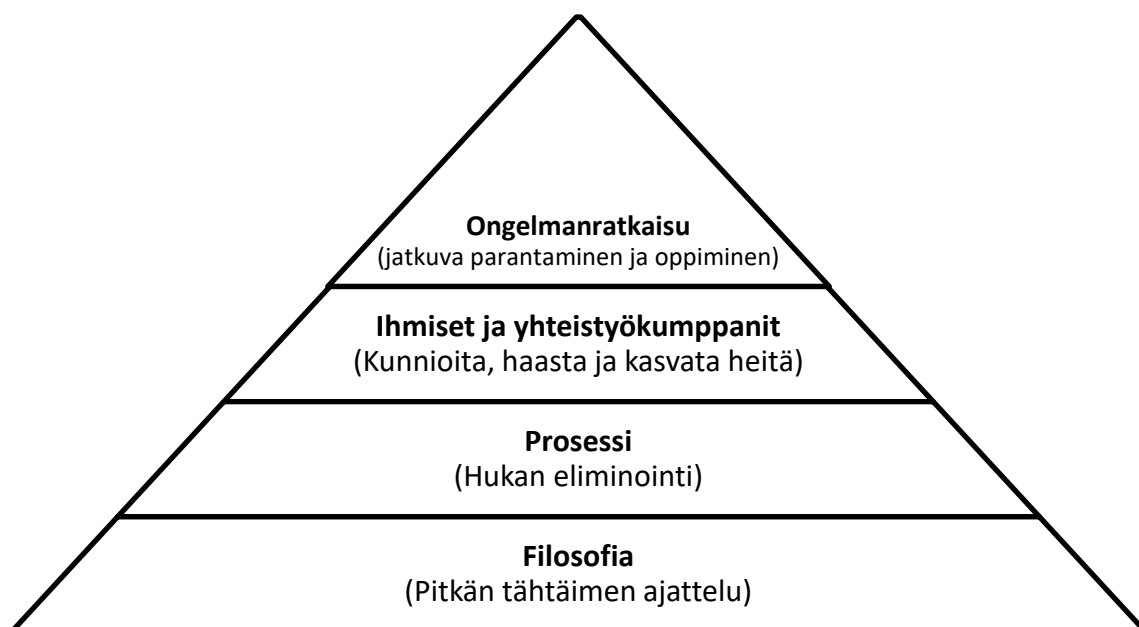 Ongelmanratkaisu
(jatkuva parantaminen ja oppiminen)
Ihmiset ja yhteistyökumppanit
(Kunnioita, haasta ja kasvata heitä)
Prosessi
(Hukan eliminointi)
Filosofia
(Pitkän tähtäimen ajattelu)